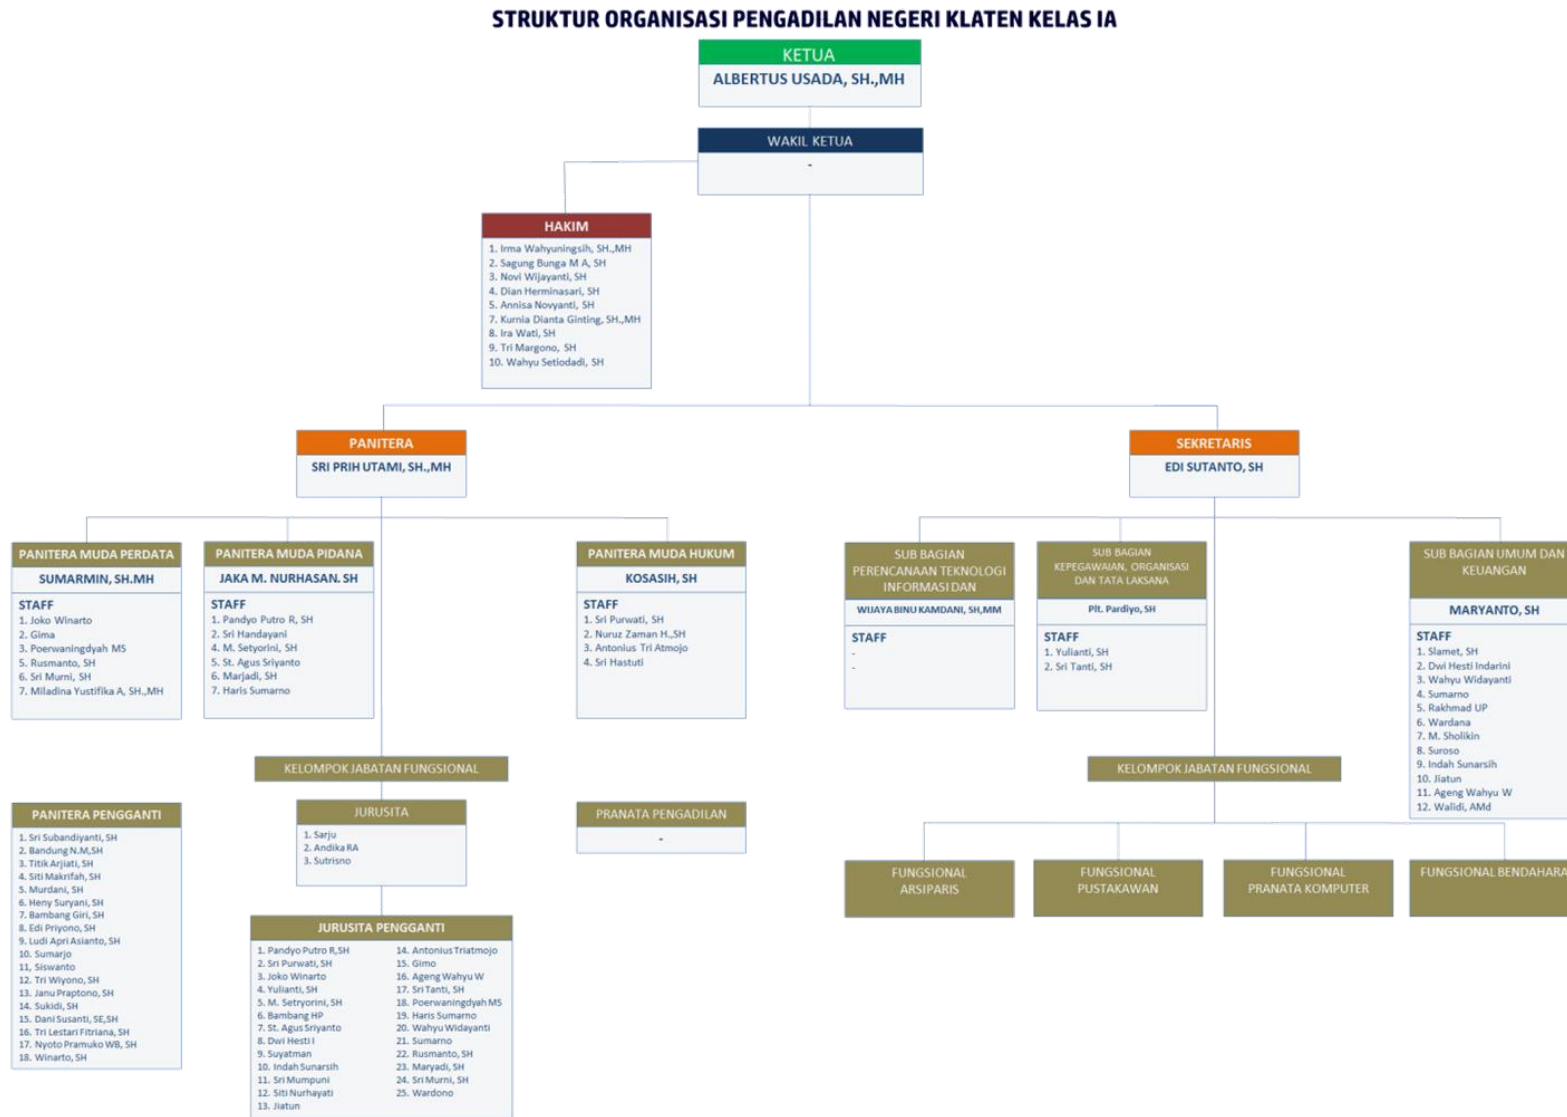 STRUKTUR ORGANISASI PENGADILAN NEGERI KLATEN KELAS IA
KETUA
ALBERTUS USADA, SH.,MH
WAKIL KETUA
-
HAKIM
1. Irma Wahyuningsih, SH.,MH
2. Sagung Bunga M A, SH
3. Novi Wijayanti, SH
4. Dian Herminasari, SH
5. Annisa Novyanti, SH
7. Kurnia Dianta Ginting, SH.,MH
8. Ira Wati, SH
9. Tri Margono, SH
10. Wahyu Setiodadi, SH
PANITERA
SRI PRIH UTAMI, SH.,MH
SEKRETARIS
EDI SUTANTO, SH
PANITERA MUDA PERDATA
SUMARMIN, SH.MH
STAFF
1. Joko Winarto
2. Gima
3. Poerwaningdyah MS
5. Rusmanto, SH
6. Sri Murni, SH
7. Miladina Yustifika A, SH.,MH
PANITERA MUDA PIDANA
JAKA M. NURHASAN. SH
STAFF
1. Pandyo Putro R, SH
2. Sri Handayani
4. M. Setyorini, SH
5. St. Agus Sriyanto
6. Marjadi, SH
7. Haris Sumarno
PANITERA MUDA HUKUM
KOSASIH, SH
STAFF
1. Sri Purwati, SH
2. Nuruz Zaman H.,SH
3. Antonius Tri Atmojo
4. Sri Hastuti
SUB BAGIAN
PERENCANAAN TEKNOLOGI
INFORMASI DAN
WIJAYA BINU KAMDANI, SH,MM
STAFF
-
-
SUB BAGIAN
KEPEGAWAIAN, ORGANISASI
DAN TATA LAKSANA
Plt. Pardiyo, SH
STAFF
1. Yulianti, SH
2. Sri Tanti, SH
SUB BAGIAN UMUM DAN
KEUANGAN
MARYANTO, SH
STAFF
1. Slamet, SH
2. Dwi Hesti Indarini
3. Wahyu Widayanti
4. Sumarno
5. Rakhmad UP
6. Wardana
7. M. Sholikin
8. Suroso
9. Indah Sunarsih
10. Jiatun
11. Ageng Wahyu W
12. Walidi, AMd
KELOMPOK JABATAN FUNGSIONAL
PANITERA PENGGANTI
1. Sri Subandiyanti, SH
2. Bandung N.M,SH
3. Titik Arjiati, SH
4. Siti Makrifah, SH
5. Murdani, SH
6. Heny Suryani, SH
7. Bambang Giri, SH
8. Edi Priyono, SH
9. Ludi Apri Asianto, SH
10. Sumarjo
11, Siswanto
12. Tri Wiyono, SH
13. Janu Praptono, SH
14. Sukidi, SH
15. Dani Susanti, SE,SH
16. Tri Lestari Fitriana, SH
17. Nyoto Pramuko WB, SH
18. Winarto, SH
JURUSITA
1. Sarju
2. Andika RA
3. Sutrisno
PRANATA PENGADILAN
-
JURUSITA PENGGANTI
1. Pandyo Putro R,SH
2. Sri Purwati, SH
3. Joko Winarto
4. Yulianti, SH
5. M. Setryorini, SH
6. Bambang HP
7. St. Agus Sriyanto
8. Dwi Hesti I
9. Suyatman
10. Indah Sunarsih
11. Sri Mumpuni
12. Siti Nurhayati
13. Jiatun
14. Antonius Triatmojo
15. Gimo
16. Ageng Wahyu W
17. Sri Tanti, SH
18. Poerwaningdyah MS
19. Haris Sumarno
20. Wahyu Widayanti
21. Sumarno
22. Rusmanto, SH
23. Maryadi, SH
24. Sri Murni, SH
25. Wardono
KELOMPOK JABATAN FUNGSIONAL
FUNGSIONAL
ARSIPARIS
FUNGSIONAL
PUSTAKAWAN
FUNGSIONAL
PRANATA KOMPUTER
FUNGSIONAL BENDAHARA